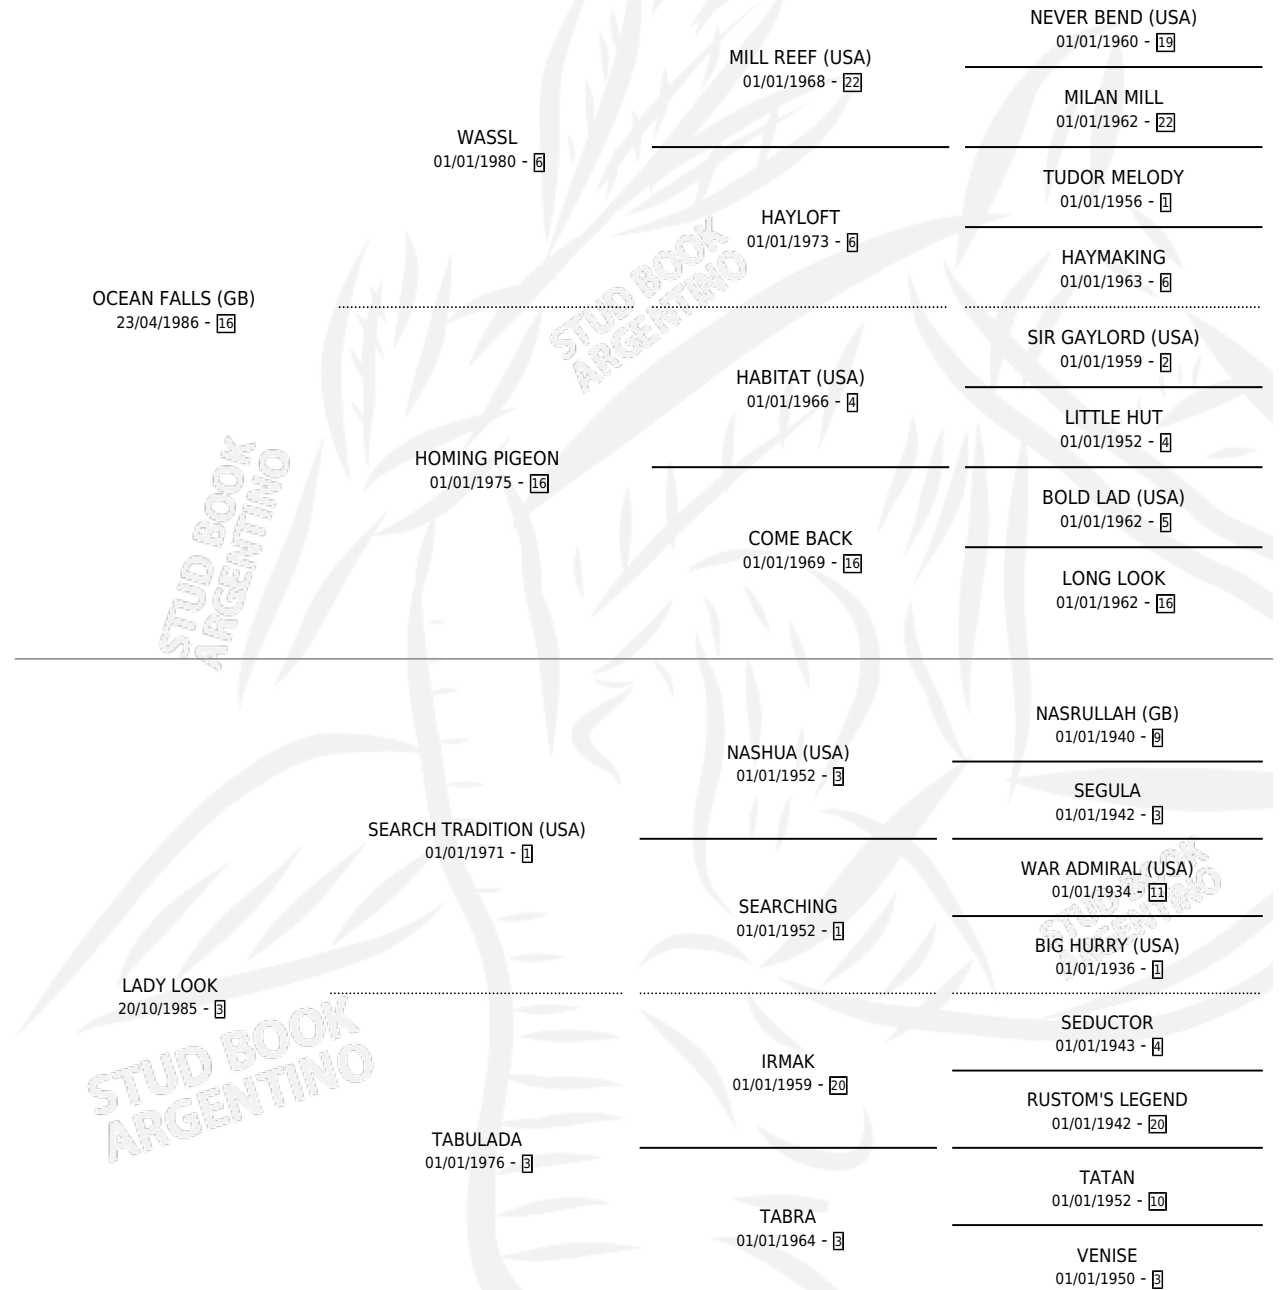 NEVER BEND (USA)
01/01/1960 - 19
MILL REEF (USA)
01/01/1968 - 22
MILAN MILL
01/01/1962 - 22
WASSL
01/01/1980 - 6
TUDOR MELODY
01/01/1956 - 1
HAYLOFT
01/01/1973 - 6
HAYMAKING
01/01/1963 - 6
OCEAN FALLS (GB)
23/04/1986 - 16
SIR GAYLORD (USA)
01/01/1959 - 2
HABITAT (USA)
01/01/1966 - 4
LITTLE HUT
01/01/1952 - 4
HOMING PIGEON
01/01/1975 - 16
BOLD LAD (USA)
01/01/1962 - 5
COME BACK
01/01/1969 - 16
LONG LOOK
01/01/1962 - 16
NASRULLAH (GB)
01/01/1940 - 9
NASHUA (USA)
01/01/1952 - 3
SEGULA
01/01/1942 - 3
SEARCH TRADITION (USA)
01/01/1971 - 1
WAR ADMIRAL (USA)
01/01/1934 - 11
SEARCHING
01/01/1952 - 1
BIG HURRY (USA)
01/01/1936 - 1
LADY LOOK
20/10/1985 - 3
SEDUCTOR
01/01/1943 - 4
IRMAK
01/01/1959 - 20
RUSTOM'S LEGEND
01/01/1942 - 20
TABULADA
01/01/1976 - 3
TATAN
01/01/1952 - 10
TABRA
01/01/1964 - 3
VENISE
01/01/1950 - 3
STUD BOOK
ARGENTINO
STUD BOOK
ARGENTINO
STUD BOOK
ARGENTINO
STUD BOOK
ARGENTINO